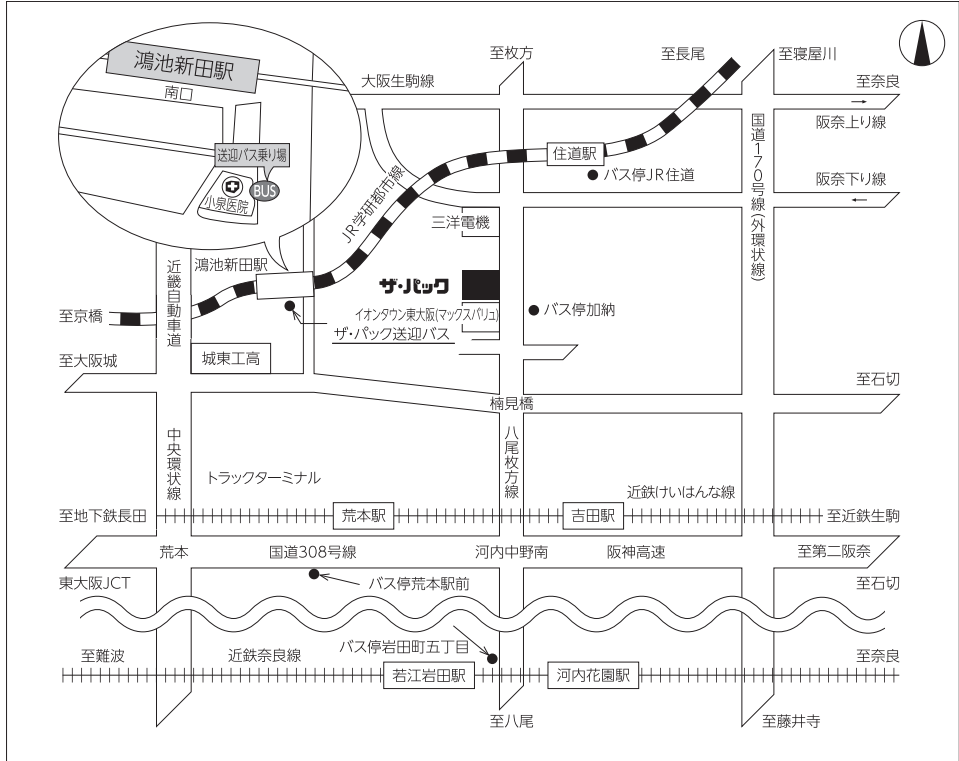 鴻池新田駅
南口
送迎バス乗り場
小泉医院
BUS
至枚方
至長尾
至寝屋川
大阪生駒線
至奈良
阪奈上り線
国道170号線(外環状線)
住道駅
バス停JR住道
阪奈下り線
JR学研都市線
三洋電機
近畿自動車道
鴻池新田駅
ザ・パック
至京橋
イオンタウン東大阪(マックスバリュ)
バス停加納
ザ・パック送迎バス
城東工高
至大阪城
至石切
楠見橋
中央環状線
八尾枚方線
トラックターミナル
近鉄けいはんな線
至地下鉄長田
荒本駅
吉田駅
至近鉄生駒
荒本
国道308号線
河内中野南
阪神高速
至第二阪奈
東大阪JCT
バス停荒本駅前
至石切
バス停岩田町五丁目
至難波
近鉄奈良線
至奈良
若江岩田駅
河内花園駅
至八尾
至藤井寺